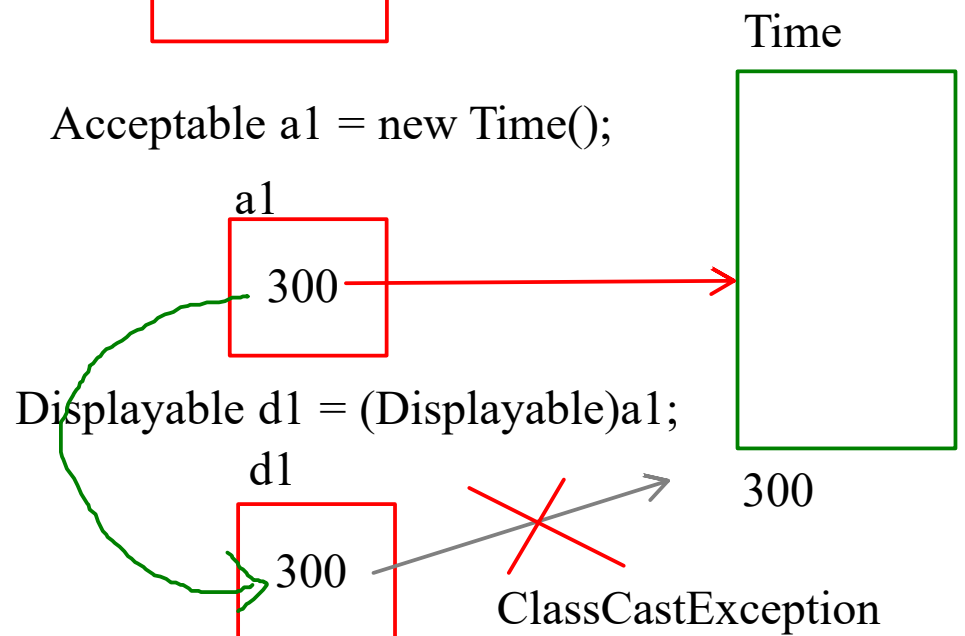 Time
Acceptable a1 = new Time();
a1
300
Displayable d1 = (Displayable)a1;
d1
300
300
ClassCastException